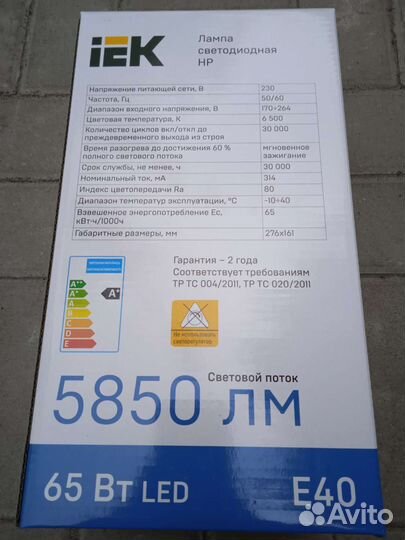 iEK
Лампа
светодиодная
HP
Напряжение питающей сети, В 230
Частота, Гц 50/60
Диапазон входного напряжения, В 170÷264
Цветовая температура, К 6 500
Количество циклов вкл/откл до 30 000
преждевременного выхода из строя
Время разогрева до достижения 60 % мгновенное
полного светового потока зажигание
Срок службы, не менее, ч 30 000
Номинальный ток, мА 314
Индекс цветопередачи Ra 80
Диапазон температур эксплуатации, °C -10÷40
Взвешенное энергопотребление Ec, 65
кВт·ч/1000ч
Габаритные размеры, мм 276x161
Гарантия – 2 года
Соответствует требованиям
ТР ТС 004/2011, ТР ТС 020/2011
A++
A+
A
B
C
D
E
A+
Не использовать
светорегулятор
Световой поток
5850 лм
65 Вт LED
E40
Avito